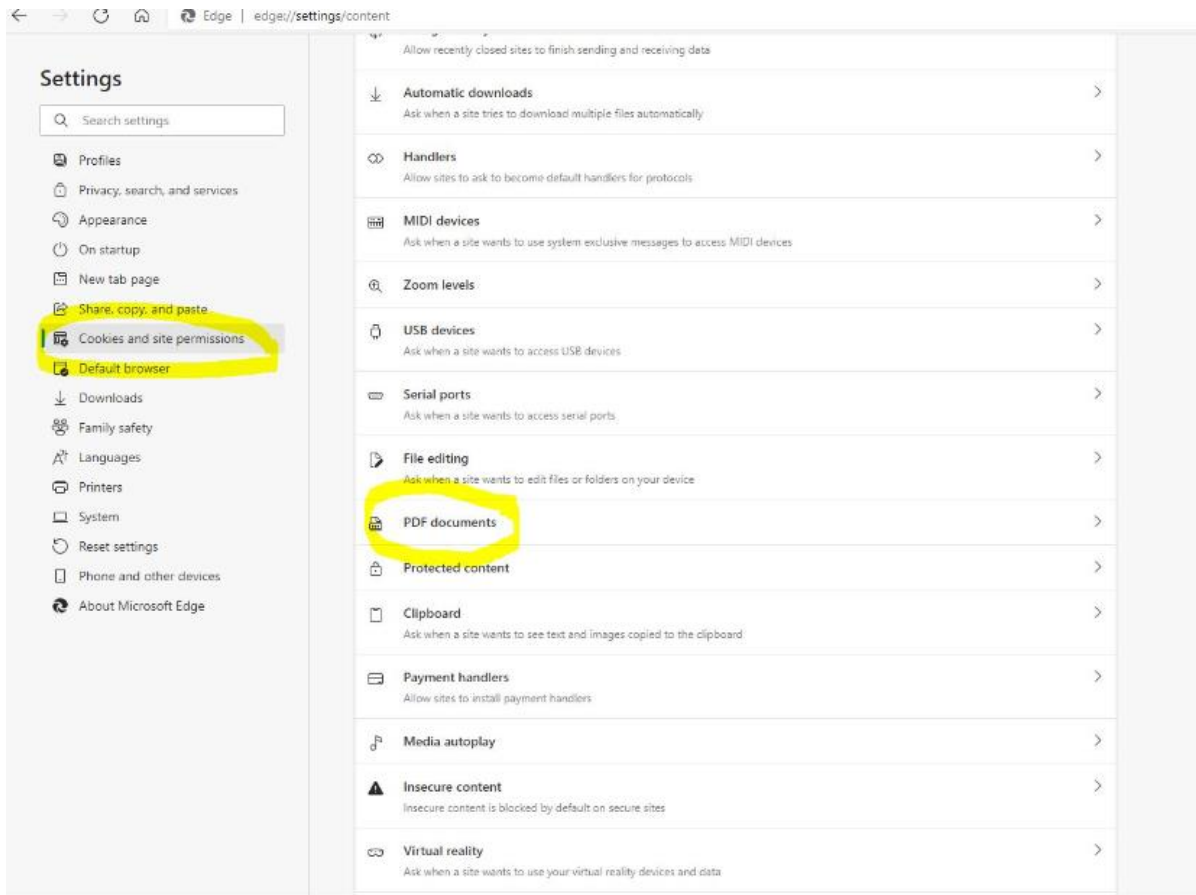 Edge | edge://settings/content
Allow recently closed sites to finish sending and receiving data
Settings
Search settings
Profiles
Privacy, search, and services
Appearance
On startup
New tab page
Share, copy, and paste
Cookies and site permissions
Default browser
Downloads
Family safety
Languages
Printers
System
Reset settings
Phone and other devices
About Microsoft Edge
Automatic downloads
Ask when a site tries to download multiple files automatically
Handlers
Allow sites to ask to become default handlers for protocols
MIDI devices
Ask when a site wants to use system exclusive messages to access MIDI devices
Zoom levels
USB devices
Ask when a site wants to access USB devices
Serial ports
Ask when a site wants to access serial ports
File editing
Ask when a site wants to edit files or folders on your device
PDF documents
Protected content
Clipboard
Ask when a site wants to see text and images copied to the clipboard
Payment handlers
Allow sites to install payment handlers
Media autoplay
Insecure content
Insecure content is blocked by default on secure sites
Virtual reality
Ask when a site wants to use your virtual reality devices and data